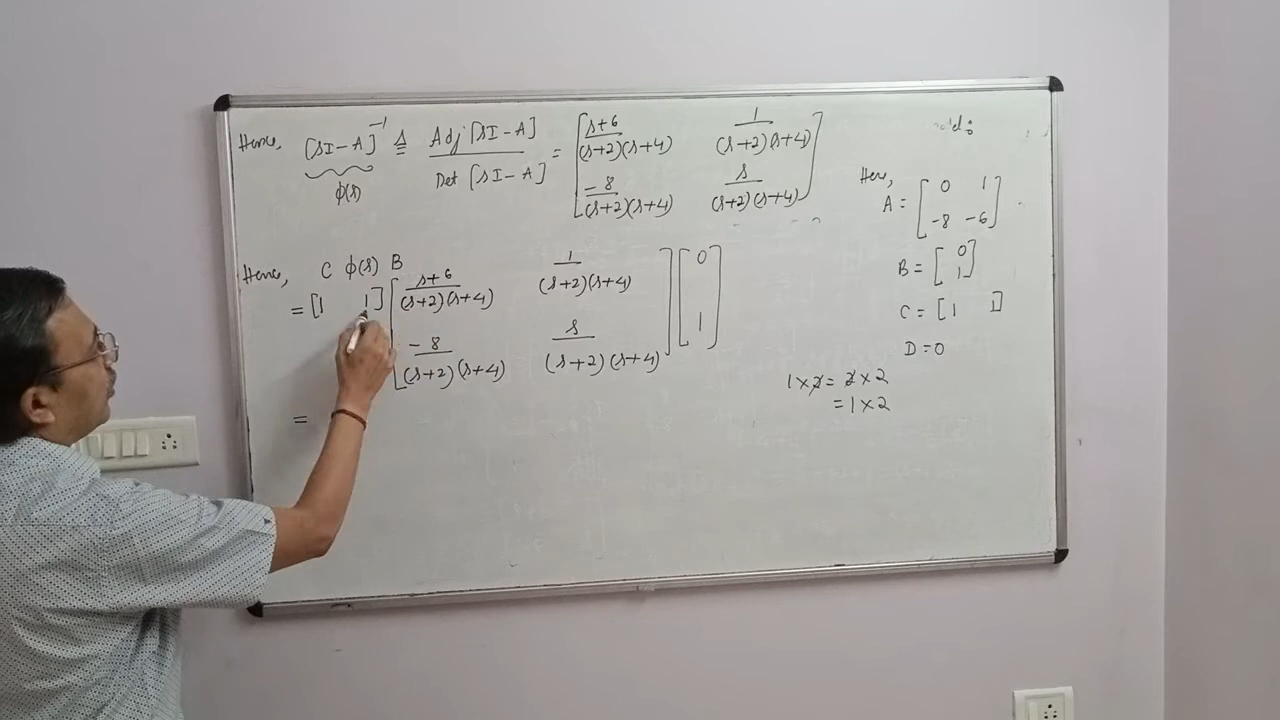 Hence, [sI-A]⁻¹ ≜ Adj [sI-A] / Det [sI-A] = [ s+6/(s+2)(s+4) 1/(s+2)(s+4) ; -8/(s+2)(s+4) s/(s+2)(s+4) ]
ϕ(s)
Hence, C ϕ(s) B
= [1 1] [ s+6/(s+2)(s+4) 1/(s+2)(s+4) ; -8/(s+2)(s+4) s/(s+2)(s+4) ] [ 0 ; 1 ]
=
Here,
A = [ 0 1 ; -8 -6 ]
B = [ 0 ; 1 ]
C = [ 1 1 ]
D = 0
1 × 2 = 2 × 2
= 1 × 2